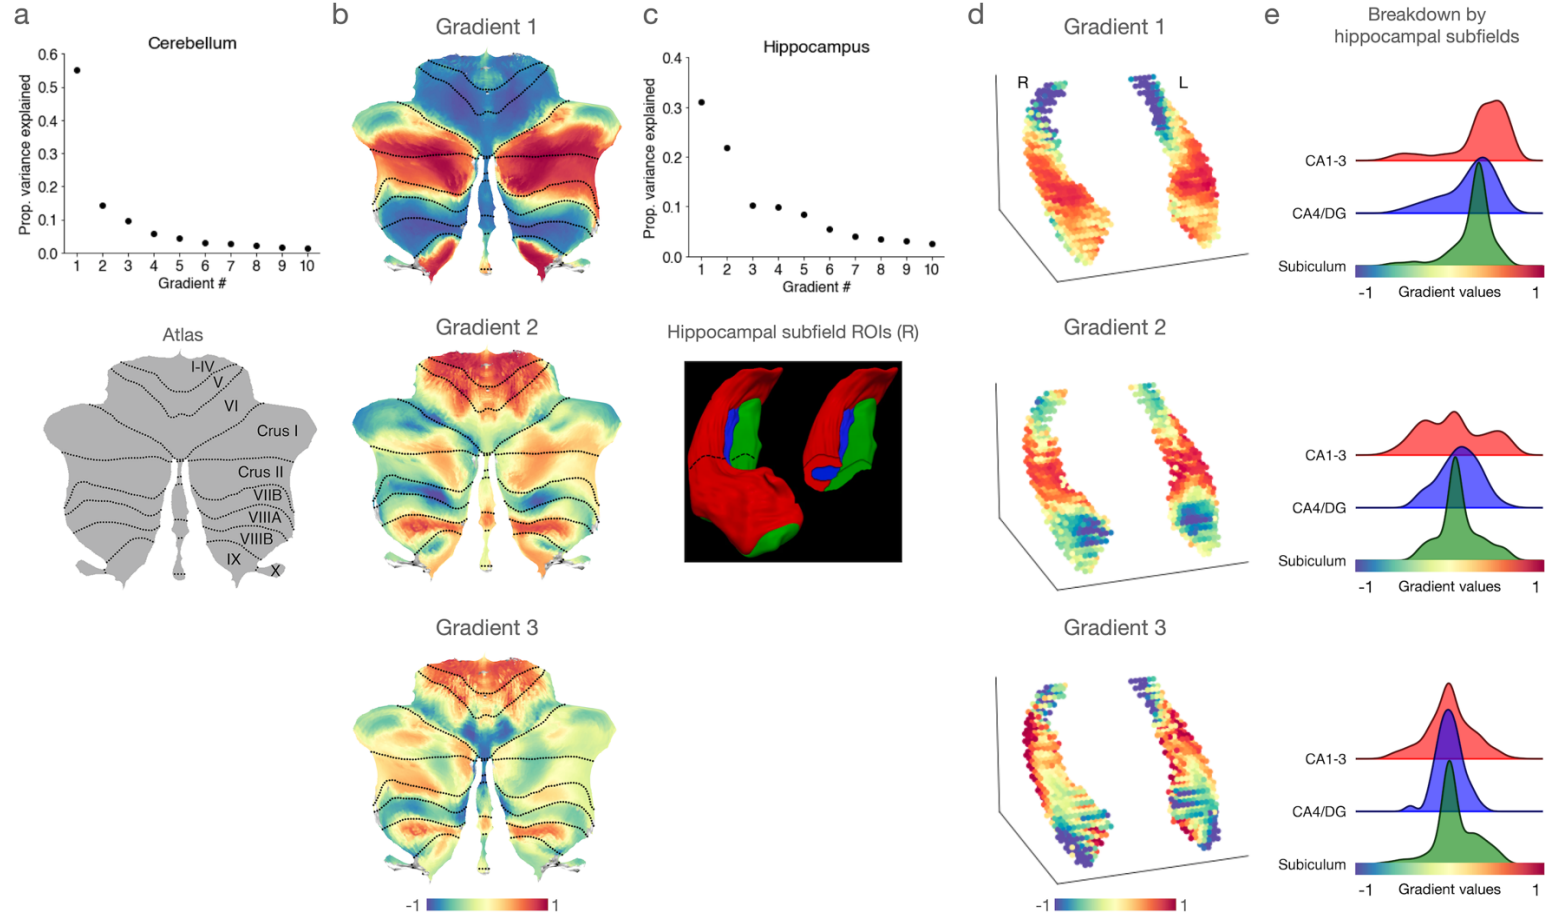 a
Cerebellum
Prop. variance explained
0.6
0.5
0.4
0.3
0.2
0.1
0.0
1 2 3 4 5 6 7 8 9 10
Gradient #
Atlas
I-IV
V
VI
Crus I
Crus II
VIIB
VIIIA
VIIIB
IX
X
b
Gradient 1
Gradient 2
Gradient 3
-1 1
c
Hippocampus
Prop. variance explained
0.4
0.3
0.2
0.1
0.0
1 2 3 4 5 6 7 8 9 10
Gradient #
Hippocampal subfield ROIs (R)
d
Gradient 1
R L
Gradient 2
Gradient 3
-1 1
e
Breakdown by
hippocampal subfields
CA1-3
CA4/DG
Subiculum
-1 Gradient values 1
CA1-3
CA4/DG
Subiculum
-1 Gradient values 1
CA1-3
CA4/DG
Subiculum
-1 Gradient values 1